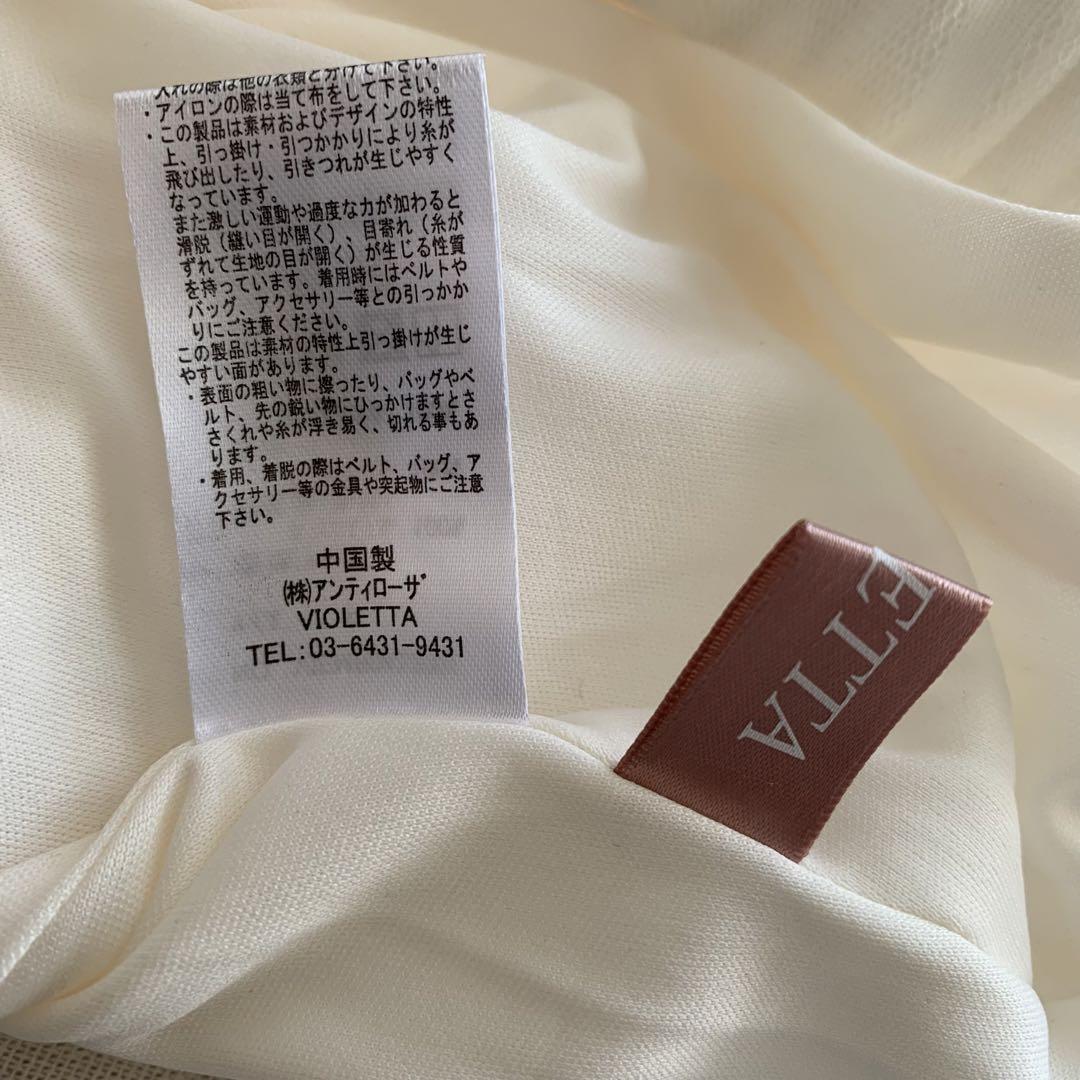 入れの際は他の衣類と分けて下さい。
・アイロンの際は当て布をして下さい。
・この製品は素材およびデザインの特性
上、引っ掛け・引つかかりにより糸が
飛び出したり、引きつれが生じやすく
なっています。
また激しい運動や過度な力が加わると
滑脱（縫い目が開く）、目寄れ（糸が
ずれて生地の目が開く）が生じる性質
を持っています。着用時にはベルトや
バッグ、アクセサリー等との引っかか
りにご注意ください。
この製品は素材の特性上引っ掛けが生じ
やすい面があります。
・表面の粗い物に擦ったり、バッグやベ
ルト、先の鋭い物にひっかけますとさ
さくれや糸が浮き易く、切れる事もあ
ります。
・着用、着脱の際はベルト、バッグ、ア
クセサリー等の金具や突起物にご注意
下さい。
中国製
㈱アンティローザ
VIOLETTA
TEL:03-6431-9431
ETTA